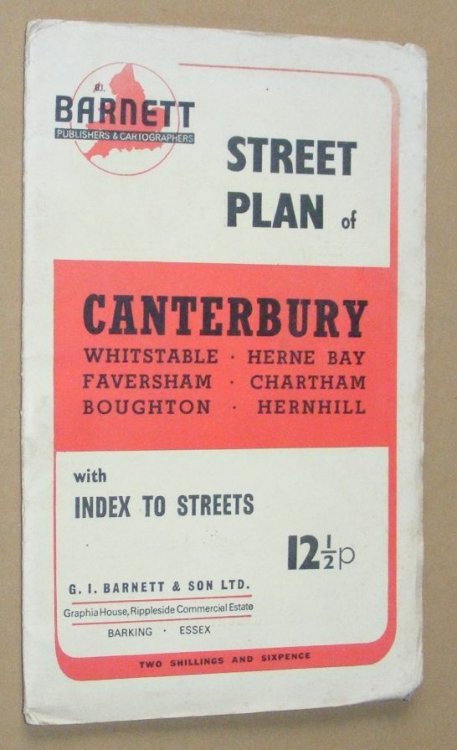 BARNETT
PUBLISHERS & CARTOGRAPHERS
STREET
PLAN of
CANTERBURY
WHITSTABLE · HERNE BAY
FAVERSHAM · CHARTHAM
BOUGHTON · HERNHILL
with
INDEX TO STREETS
12½p
G. I. BARNETT & SON LTD.
Graphia House, Rippleside Commercial Estate
BARKING · ESSEX
TWO SHILLINGS AND SIXPENCE